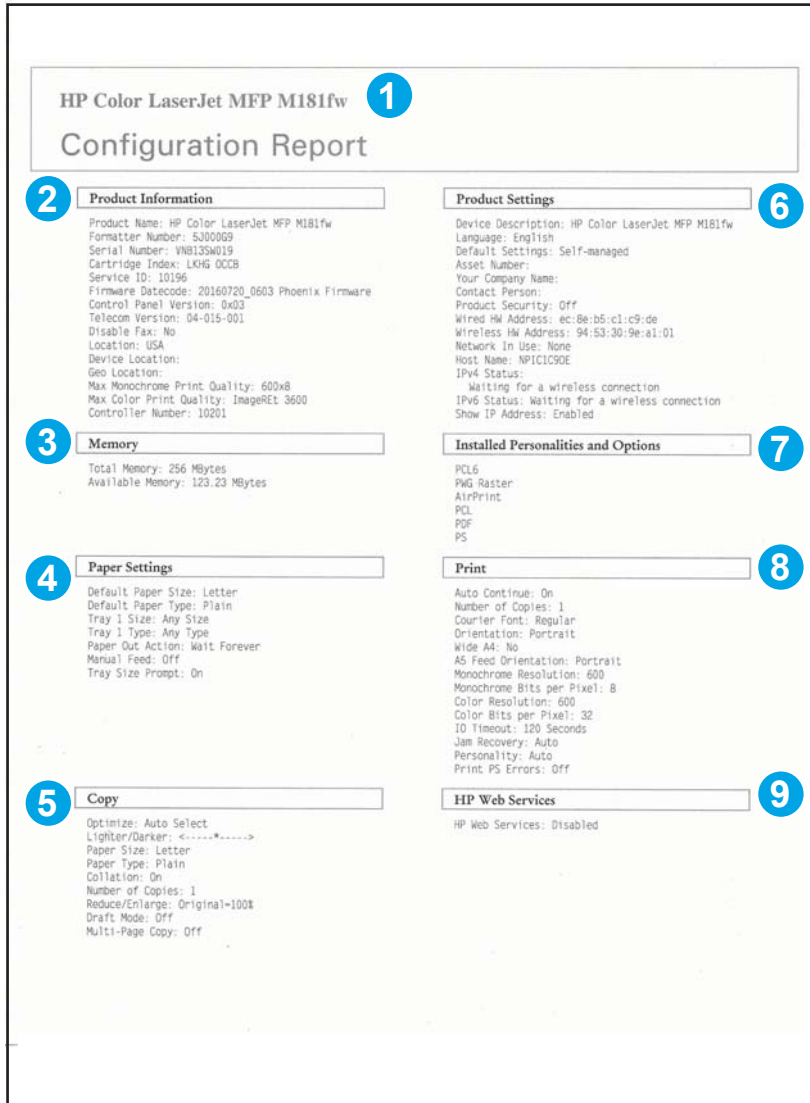 HP Color LaserJet MFP M181fw
1
Configuration Report
2
Product Information
Product Name: HP Color LaserJet MFP M181fw
Formatter Number: 5J000G9
Serial Number: VNB13SW019
Cartridge Index: LKHG OCCB
Service ID: 10196
Firmware Datecode: 20160720_0603 Phoenix Firmware
Control Panel Version: 0x03
Telecom Version: 04-015-001
Disable Fax: No
Location: USA
Device Location:
Geo Location:
Max Monochrome Print Quality: 600x8
Max Color Print Quality: ImageREt 3600
Controller Number: 10201
3
Memory
Total Memory: 256 MBytes
Available Memory: 123.23 MBytes
4
Paper Settings
Default Paper Size: Letter
Default Paper Type: Plain
Tray 1 Size: Any Size
Tray 1 Type: Any Type
Paper Out Action: Wait Forever
Manual Feed: Off
Tray Size Prompt: On
5
Copy
Optimize: Auto Select
Lighter/Darker: <-----*----->
Paper Size: Letter
Paper Type: Plain
Collation: On
Number of Copies: 1
Reduce/Enlarge: Original=100%
Draft Mode: Off
Multi-Page Copy: Off
Product Settings
6
Device Description: HP Color LaserJet MFP M181fw
Language: English
Default Settings: Self-managed
Asset Number:
Your Company Name:
Contact Person:
Product Security: Off
Wired HW Address: ec:8e:b5:c1:c9:de
Wireless HW Address: 94:53:30:9e:a1:01
Network In Use: None
Host Name: NPIC1C9DE
IPv4 Status:
Waiting for a wireless connection
IPv6 Status: Waiting for a wireless connection
Show IP Address: Enabled
Installed Personalities and Options
7
PCL6
PWG Raster
AirPrint
PCL
PDF
PS
Print
8
Auto Continue: On
Number of Copies: 1
Courier Font: Regular
Orientation: Portrait
Wide A4: No
A5 Feed Orientation: Portrait
Monochrome Resolution: 600
Monochrome Bits per Pixel: 8
Color Resolution: 600
Color Bits per Pixel: 32
IO Timeout: 120 Seconds
Jam Recovery: Auto
Personality: Auto
Print PS Errors: Off
HP Web Services
9
HP Web Services: Disabled